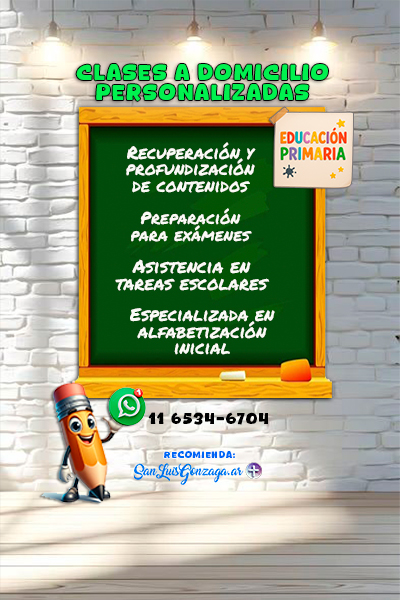 CLASES A DOMICILIO
PERSONALIZADAS
EDUCACIÓN
PRIMARIA
RECUPERACIÓN Y
PROFUNDIZACIÓN
DE CONTENIDOS
PREPARACIÓN
PARA EXÁMENES
ASISTENCIA EN
TAREAS ESCOLARES
ESPECIALIZADA EN
ALFABETIZACIÓN
INICIAL
11 6534-6704
RECOMIENDA:
SanLuisGonzaga.ar